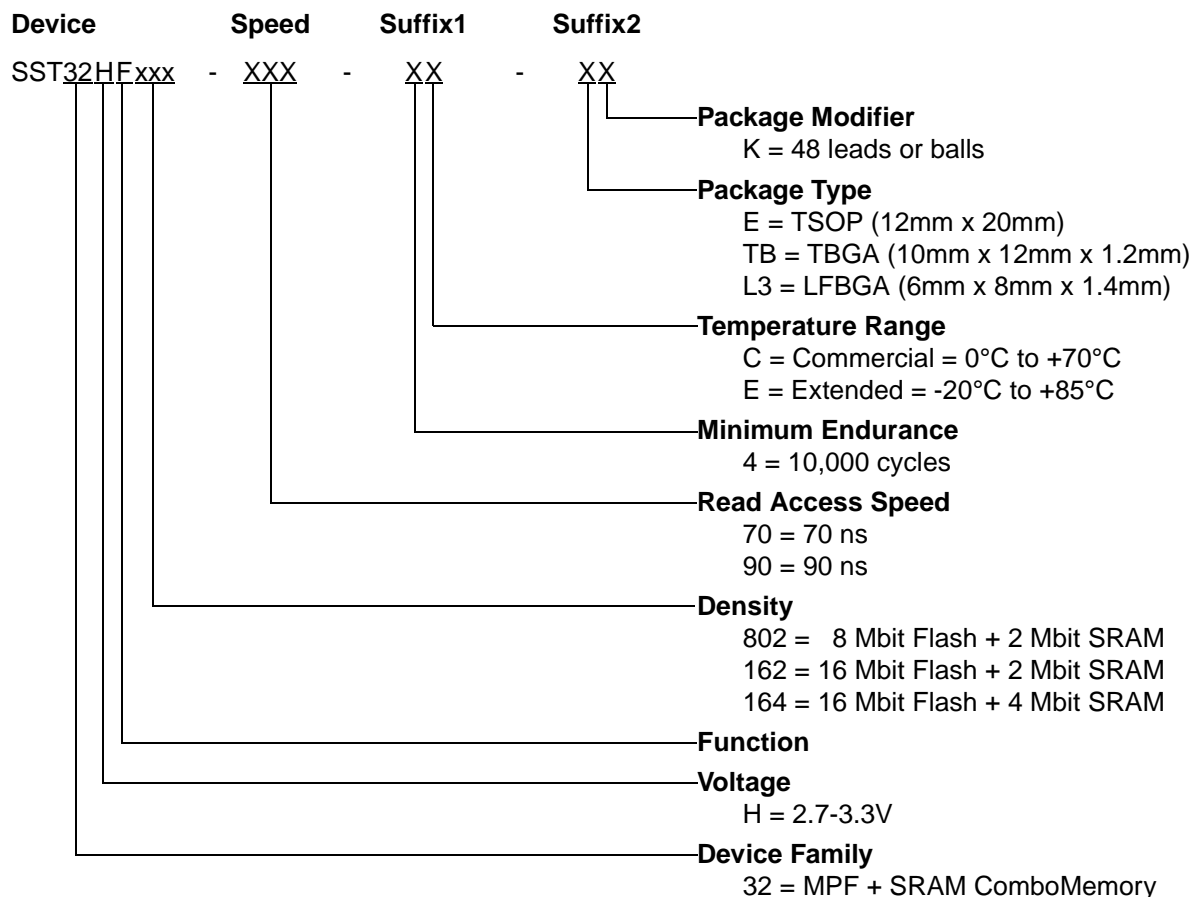 Device Speed Suffix1 Suffix2
SST32HFxxx - XXX - XX - XX
Package Modifier
K = 48 leads or balls
Package Type
E = TSOP (12mm x 20mm)
TB = TBGA (10mm x 12mm x 1.2mm)
L3 = LFBGA (6mm x 8mm x 1.4mm)
Temperature Range
C = Commercial = 0°C to +70°C
E = Extended = -20°C to +85°C
Minimum Endurance
4 = 10,000 cycles
Read Access Speed
70 = 70 ns
90 = 90 ns
Density
802 = 8 Mbit Flash + 2 Mbit SRAM
162 = 16 Mbit Flash + 2 Mbit SRAM
164 = 16 Mbit Flash + 4 Mbit SRAM
Function
Voltage
H = 2.7-3.3V
Device Family
32 = MPF + SRAM ComboMemory